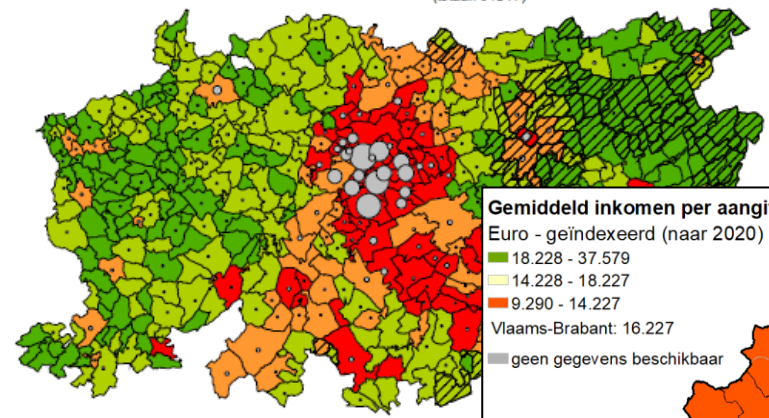 Gemiddeld inkomen per aangi
Euro - geïndexeerd (naar 2020)
18.228 - 37.579
14.228 - 18.227
9.290 - 14.227
Vlaams-Brabant: 16.227
geen gegevens beschikbaar